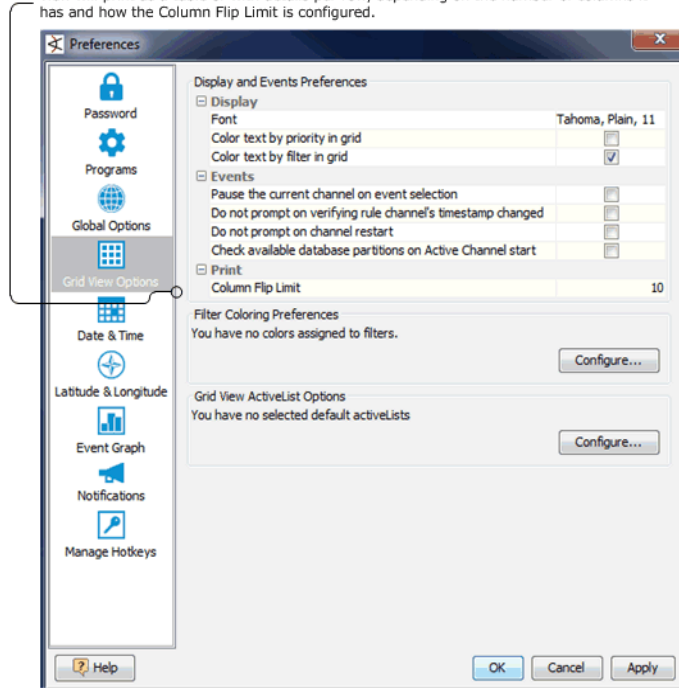 has and how the Column Flip Limit is configured.
Preferences
Password
Programs
Global Options
Grid View Options
Date & Time
Latitude & Longitude
Event Graph
Notifications
Manage Hotkeys
Display and Events Preferences
Display
Font Tahoma, Plain, 11
Color text by priority in grid
Color text by filter in grid
Events
Pause the current channel on event selection
Do not prompt on verifying rule channel's timestamp changed
Do not prompt on channel restart
Check available database partitions on Active Channel start
Print
Column Flip Limit 10
Filter Coloring Preferences
You have no colors assigned to filters.
Configure...
Grid View ActiveList Options
You have no selected default activeLists
Configure...
Help
OK Cancel Apply